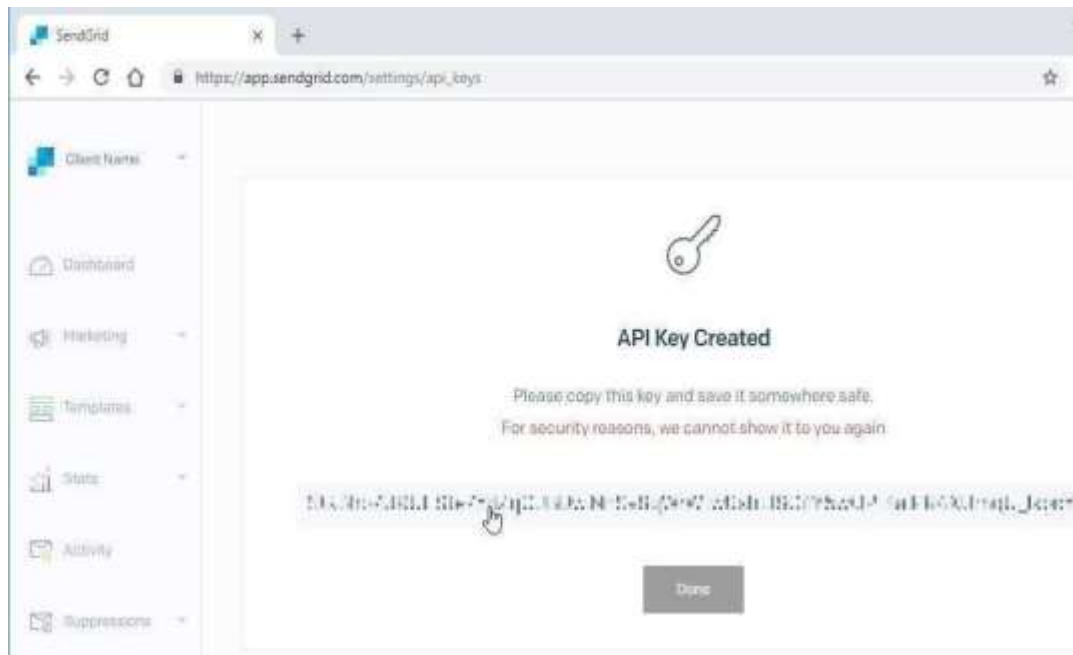 SendGrid
https://app.sendgrid.com/settings/api_keys
Client Name
Dashboard
Marketing
Templates
Stats
Activity
Suppressions
API Key Created
Please copy this key and save it somewhere safe.
For security reasons, we cannot show it to you again
Done